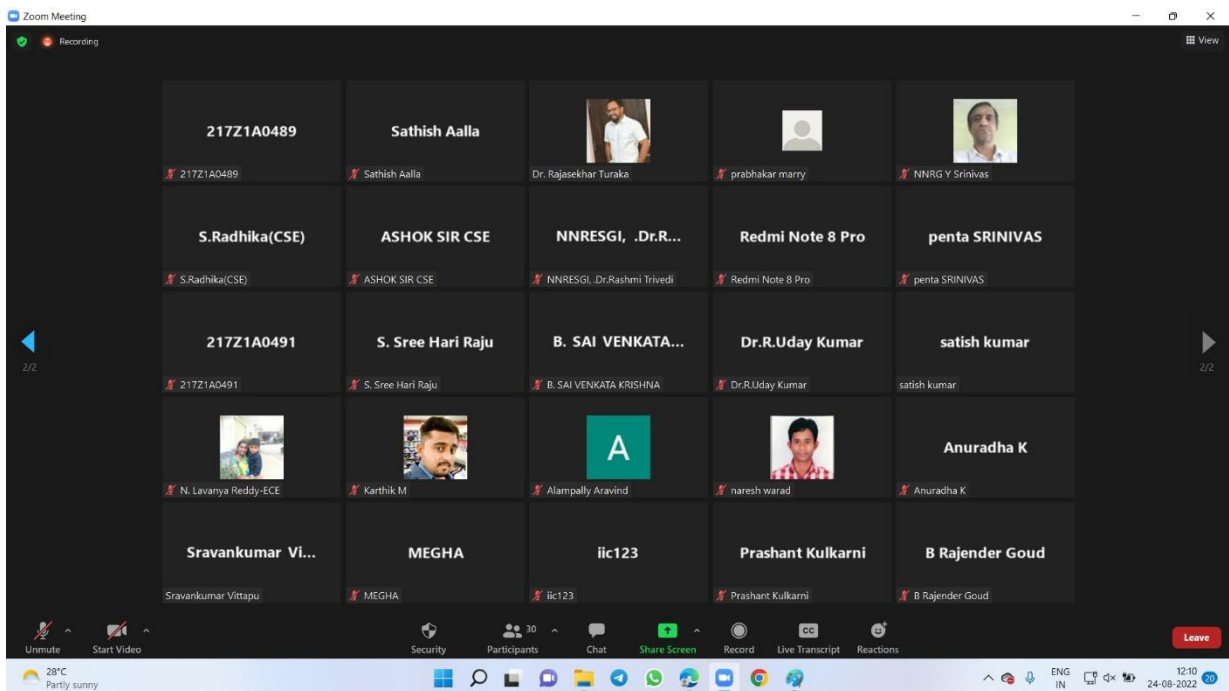 Zoom Meeting
Recording
View
217Z1A0489
217Z1A0489
Sathish Aalla
Sathish Aalla
Dr. Rajasekhar Turaka
prabhakar marry
NNRG Y Srinivas
S.Radhika(CSE)
S.Radhika(CSE)
ASHOK SIR CSE
ASHOK SIR CSE
NNRESGI, .Dr.R...
NNRESGI, .Dr.Rashmi Trivedi
Redmi Note 8 Pro
Redmi Note 8 Pro
penta SRINIVAS
penta SRINIVAS
2/2
217Z1A0491
217Z1A0491
S. Sree Hari Raju
S. Sree Hari Raju
B. SAI VENKATA...
B. SAI VENKATA KRISHNA
Dr.R.Uday Kumar
Dr.R.Uday Kumar
satish kumar
satish kumar
2/2
N. Lavanya Reddy-ECE
Karthik M
A
Alampally Aravind
naresh warad
Anuradha K
Anuradha K
Sravankumar Vi...
Sravankumar Vittapu
MEGHA
MEGHA
iic123
iic123
Prashant Kulkarni
Prashant Kulkarni
B Rajender Goud
B Rajender Goud
Unmute
Start Video
Security
30
Participants
Chat
Share Screen
Record
CC
Live Transcript
Reactions
Leave
28°C
Partly sunny
ENG
IN
12:10
24-08-2022
20